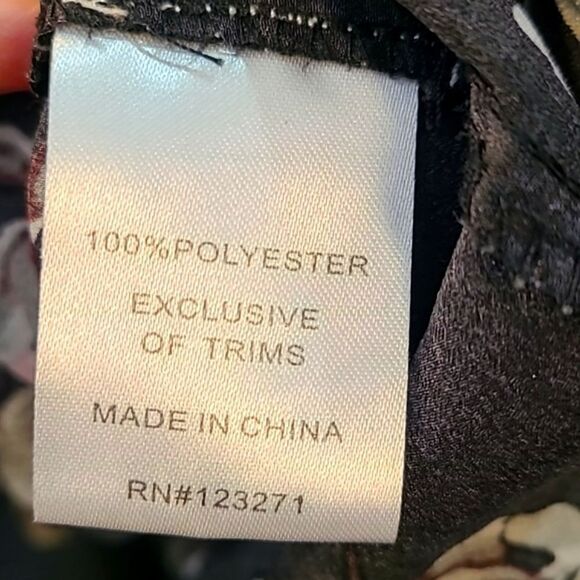 100%POLYESTER
EXCLUSIVE
OF TRIMS
MADE IN CHINA
RN#123271